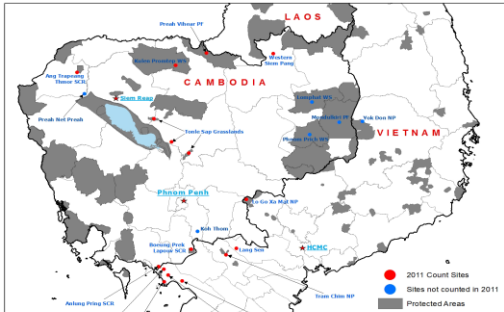 Preah Vihear PF
LAOS
Kulen Promtep WS
Western
Siem Pang
Ang Trapeang
Thmor SCR
CAMBODIA
Siem Reap
Lomphat WS
Preah Net Preah
Mondulkiri PF
Yok Don NP
VIETNAM
Tonle Sap Grasslands
Phnom Prich WS
Phnom Penh
Lo Go Xa Mat NP
Koh Thom
Boeung Prek
Lapouv SCR
Lang Sen
HCMC
Tram Chim NP
Anlung Pring SCR
2011 Count Sites
Sites not counted in 2011
Protected Areas